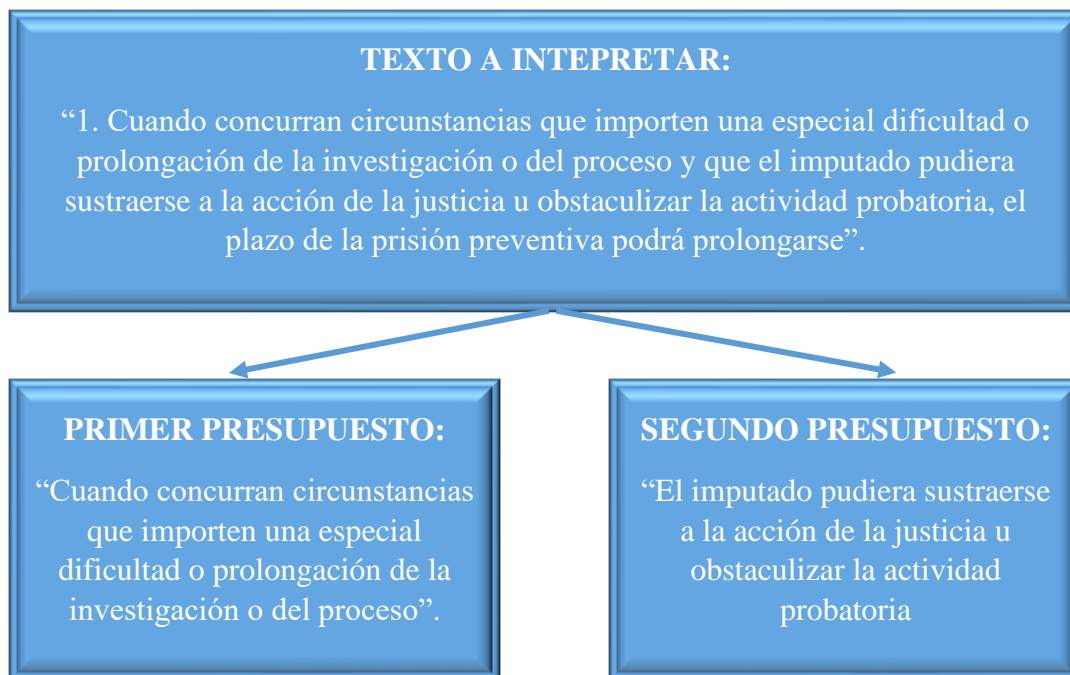 TEXTO A INTEPRETAR:
“1. Cuando concurran circunstancias que importen una especial dificultad o
prolongación de la investigación o del proceso y que el imputado pudiera
sustraerse a la acción de la justicia u obstaculizar la actividad probatoria, el
plazo de la prisión preventiva podrá prolongarse”.
PRIMER PRESUPUESTO:
“Cuando concurran circunstancias
que importen una especial
dificultad o prolongación de la
investigación o del proceso”.
SEGUNDO PRESUPUESTO:
“El imputado pudiera sustraerse
a la acción de la justicia u
obstaculizar la actividad
probatoria